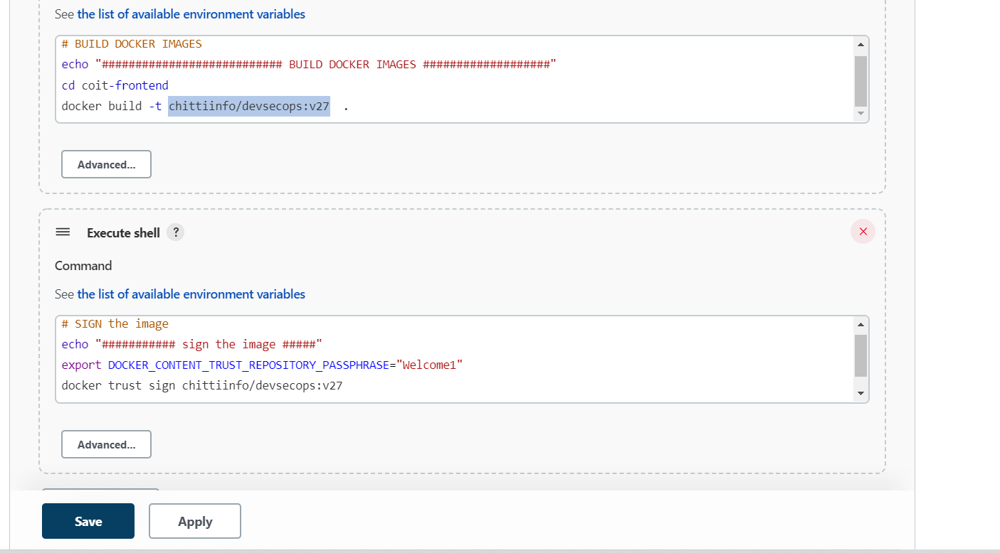 See the list of available environment variables
# BUILD DOCKER IMAGES
echo "########################### BUILD DOCKER IMAGES ###################"
cd coit-frontend
docker build -t chittiinfo/devsecops:v27  .
Advanced...
Execute shell ?
Command
See the list of available environment variables
# SIGN the image
echo "########### sign the image #####"
export DOCKER_CONTENT_TRUST_REPOSITORY_PASSPHRASE="Welcome1"
docker trust sign chittiinfo/devsecops:v27
Advanced...
Save Apply